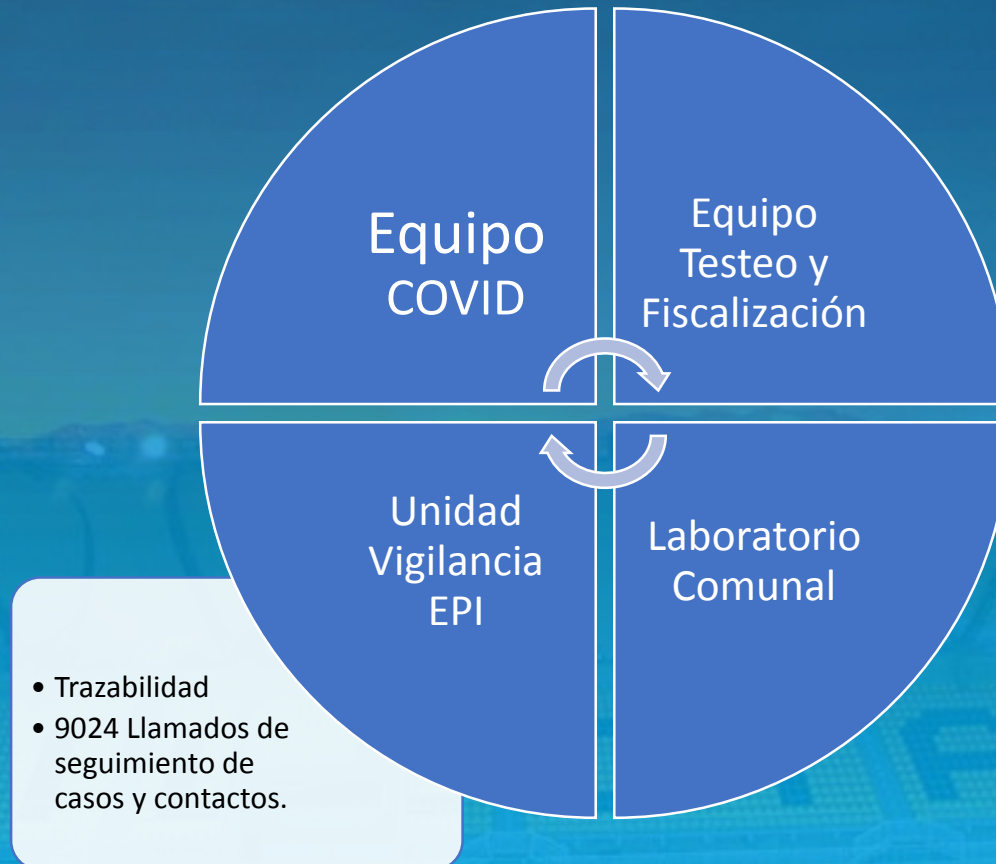 Equipo
COVID
Equipo
Testeo y
Fiscalización
Unidad
Vigilancia
EPI
Laboratorio
Comunal
• Trazabilidad
• 9024 Llamados de
seguimiento de
casos y contactos.